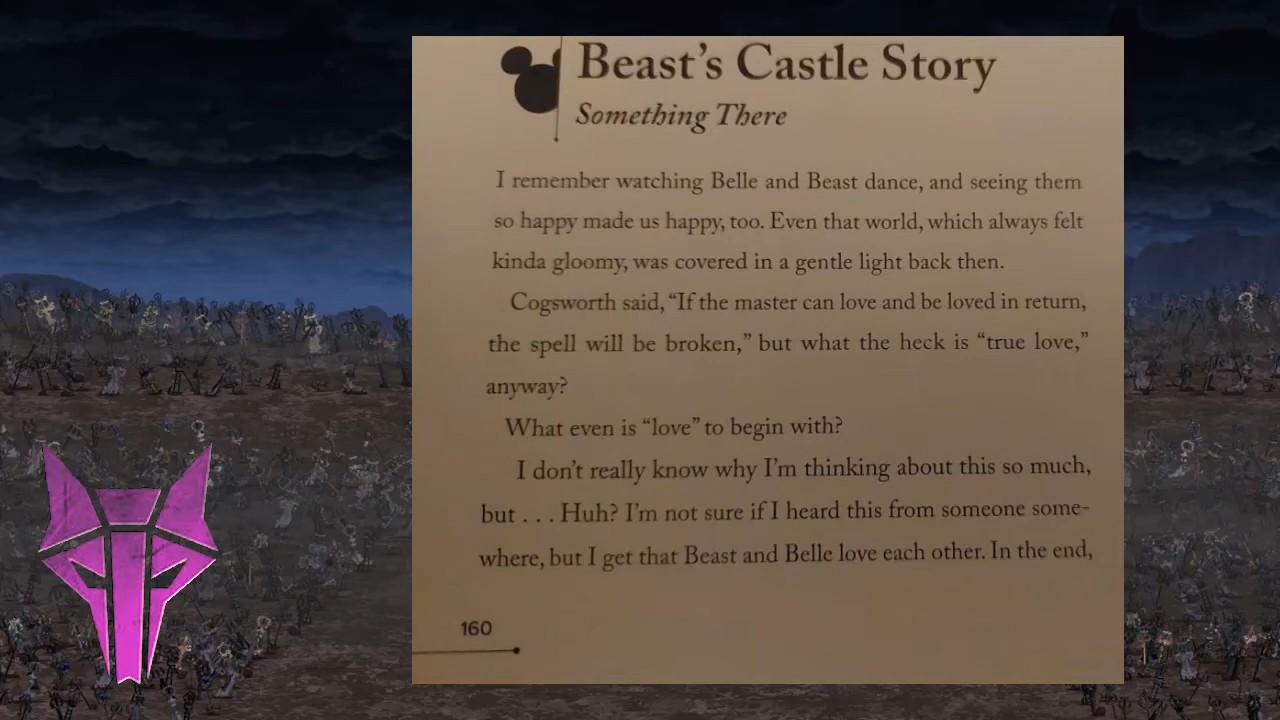 Beast's Castle Story
Something There
I remember watching Belle and Beast dance, and seeing them
so happy made us happy, too. Even that world, which always felt
kinda gloomy, was covered in a gentle light back then.
Cogsworth said, “If the master can love and be loved in return,
the spell will be broken,” but what the heck is “true love,”
anyway?
What even is “love” to begin with?
I don't really know why I'm thinking about this so much,
but . . . Huh? I'm not sure if I heard this from someone some-
where, but I get that Beast and Belle love each other. In the end,
160